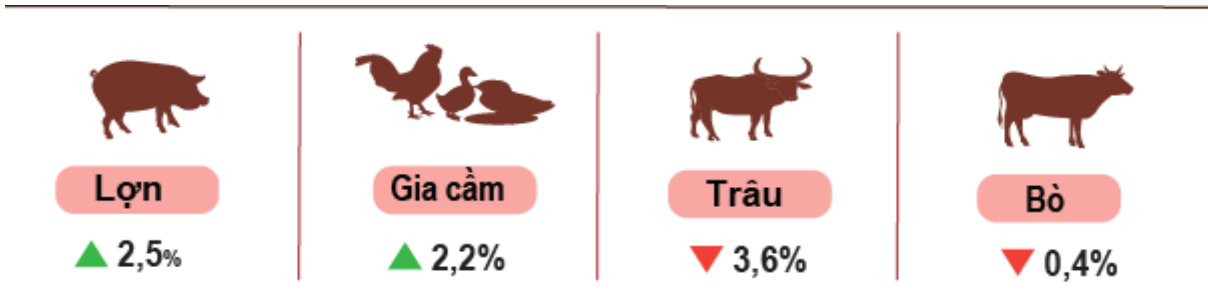 Lợn
Gia cầm
Trâu
Bò
2,5%
2,2%
3,6%
0,4%